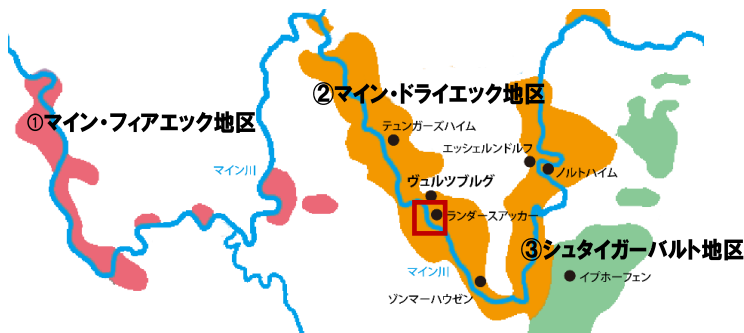 ②マイン・ドライエック地区
①マイン・フィアエック地区
テュンガーズハイム
エッシェルンドルフ
マイン川
ノルトハイム
ヴュルツブルグ
ランダースアッカー
③シュタイガーバルト地区
マイン川
イプホーフェン
ゾンマーハウゼン